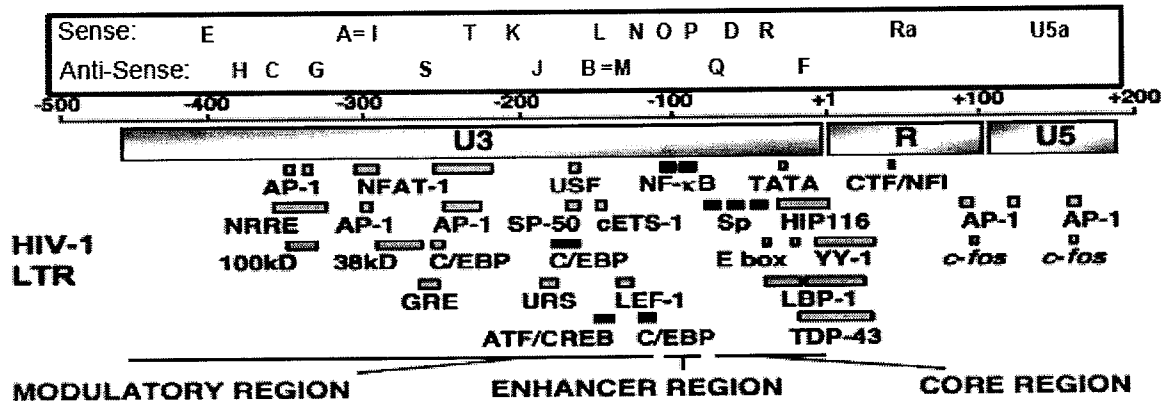 Sense: E A= I T K L N O P D R Ra U5a
Anti-Sense: H C G S J B =M Q F
-500 -400 -300 -200 -100 +1 +100 +200
U3 R U5
AP-1 NFAT-1 USF NF-κB TATA CTF/NFI
NRRE AP-1 AP-1 SP-50 cETS-1 Sp HIP116 AP-1 AP-1
HIV-1
LTR
100kD 38kD C/EBP C/EBP E box YY-1 c-fos c-fos
GRE URS LEF-1 LBP-1
ATF/CREB C/EBP TDP-43
MODULATORY REGION ENHANCER REGION CORE REGION